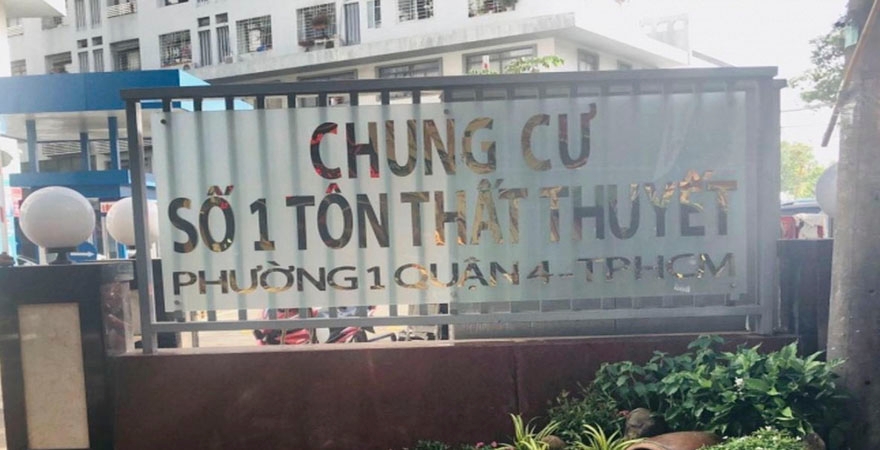 CHUNG CƯ
SỐ 1 TÔN THẤT THUYẾT
PHƯỜNG 1 QUẬN 4 - TPHCM